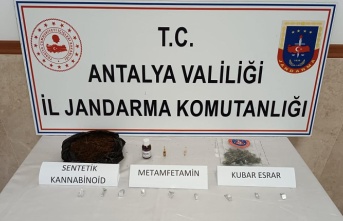 T.C.
ANTALYA VALİLİĞİ
İL JANDARMA KOMUTANLIĞI
SENTETİK
KANNABİNOİD
METAMFETAMİN
KUBAR ESRAR